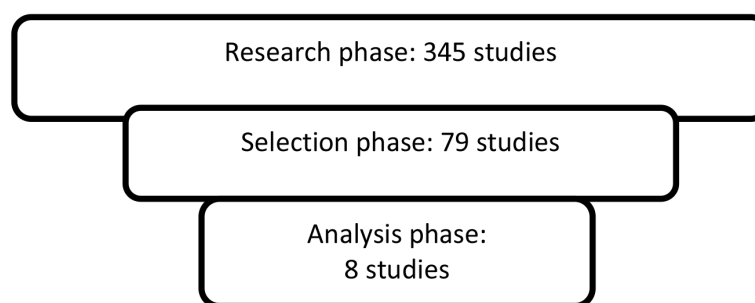 Research phase: 345 studies
Selection phase: 79 studies
Analysis phase:
8 studies